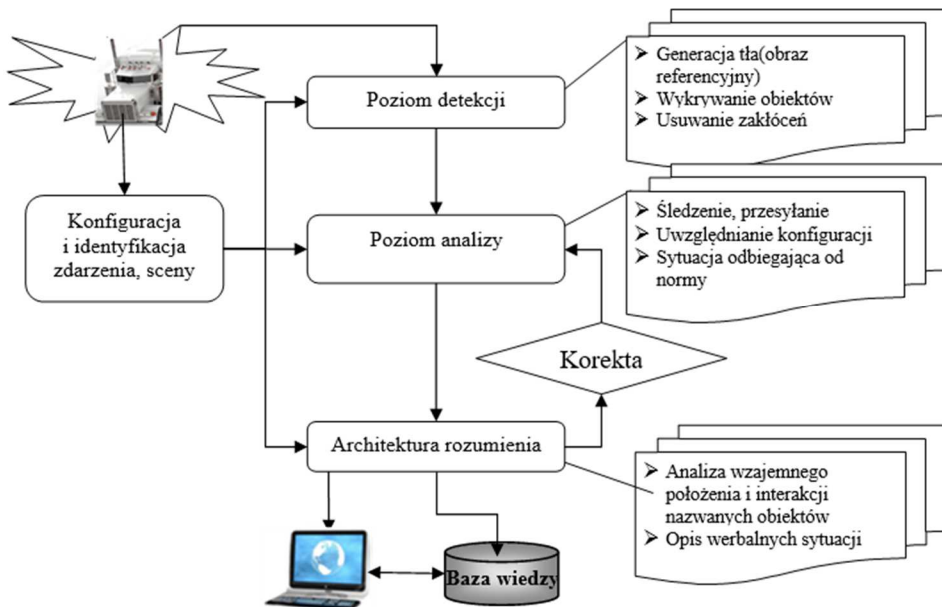 Poziom detekcji
Generacja tła(obraz
referencyjny)
Wykrywanie obiektów
Usuwanie zakłóceń
Konfiguracja
i identyfikacja
zdarzenia, sceny
Poziom analizy
Śledzenie, przesyłanie
Uwzględnianie konfiguracji
Sytuacja odbiegająca od
normy
Korekta
Architektura rozumienia
Analiza wzajemnego
położenia i interakcji
nazwanych obiektów
Opis werbalnych sytuacji
Baza wiedzy